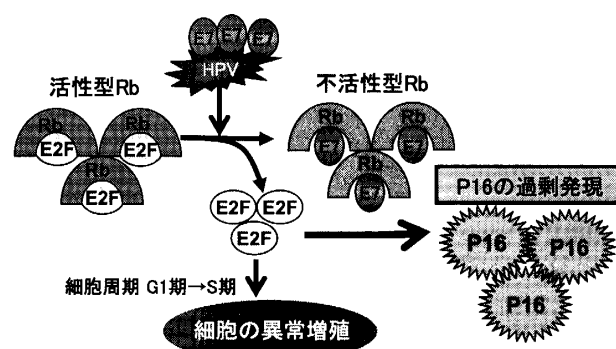 E7 E7 E7
HPV
活性型Rb
不活性型Rb
Rb Rb
E2F E2F
Rb
E2F
Rb Rb
E7 E7
Rb
E7
P16の過剰発現
E2F E2F
E2F
P16 P16
P16
細胞周期 G1期→S期
細胞の異常増殖